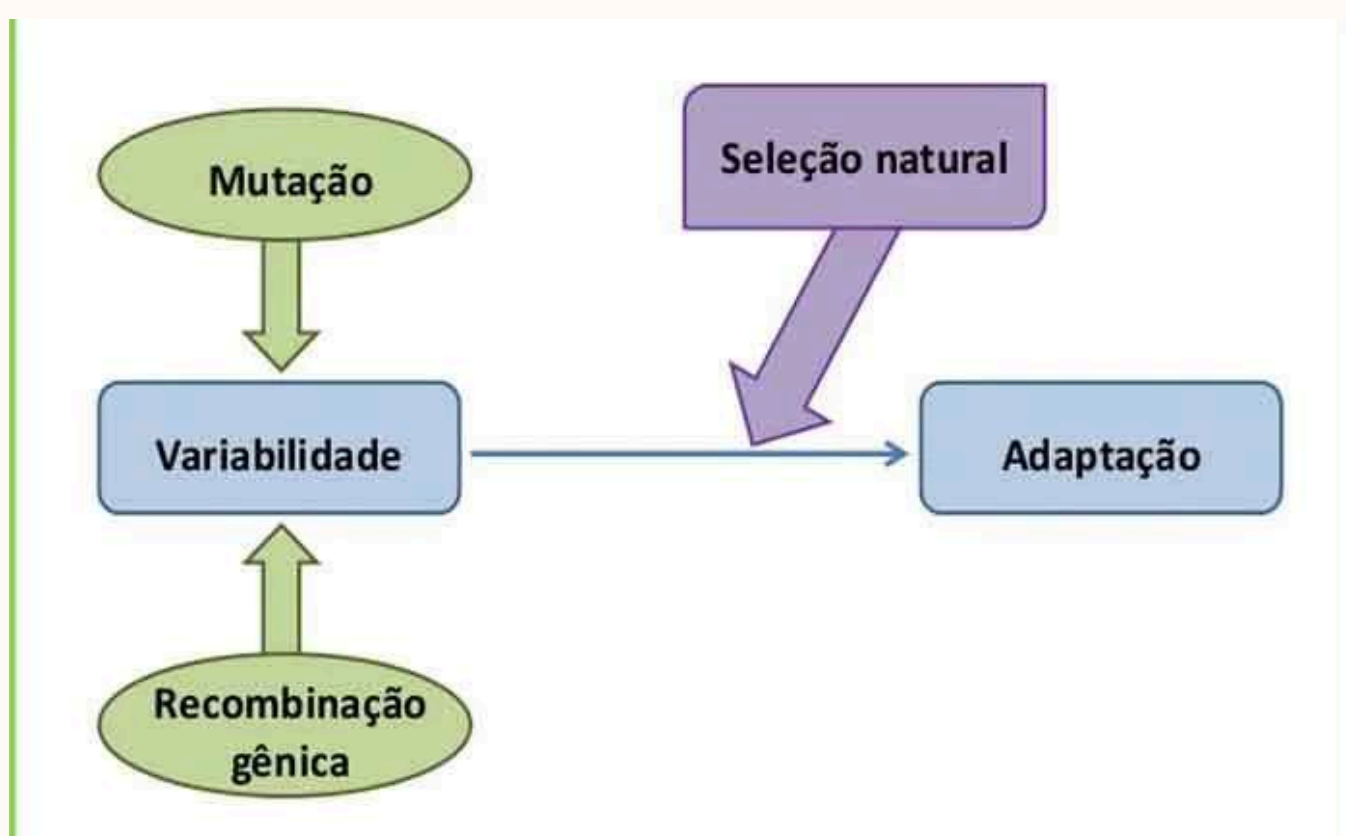 Mutação
Seleção natural
Variabilidade
Adaptação
Recombinação
gênica